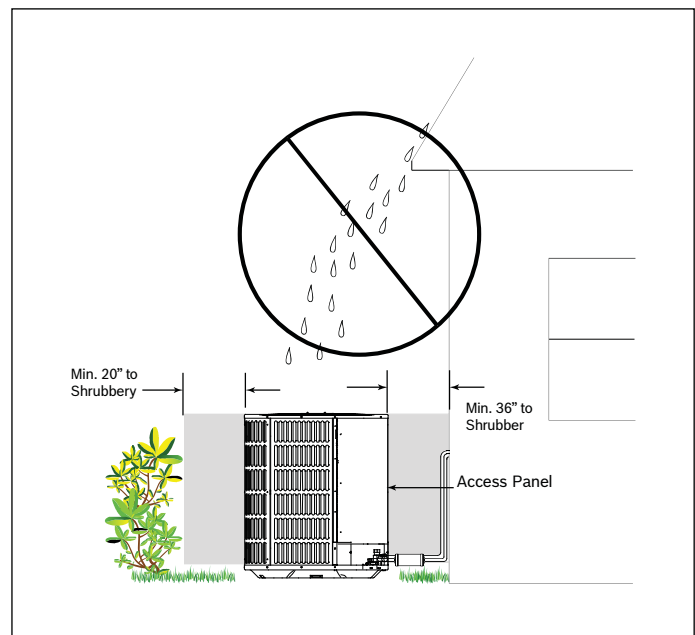 Min. 20” to
Shrubbery
Min. 36” to
Shrubber
Access Panel